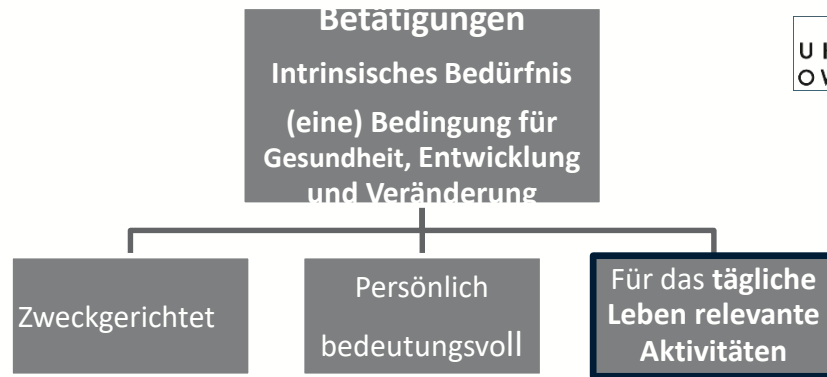 Betätigungen
Intrinsisches Bedürfnis
(eine) Bedingung für
Gesundheit, Entwicklung
und Veränderung
Zweckgerichtet
Persönlich
bedeutungsvoll
Für das tägliche
Leben relevante
Aktivitäten